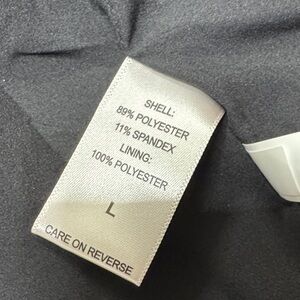 SHELL:
89% POLYESTER
11% SPANDEX
LINING:
100% POLYESTER
L
CARE ON REVERSE